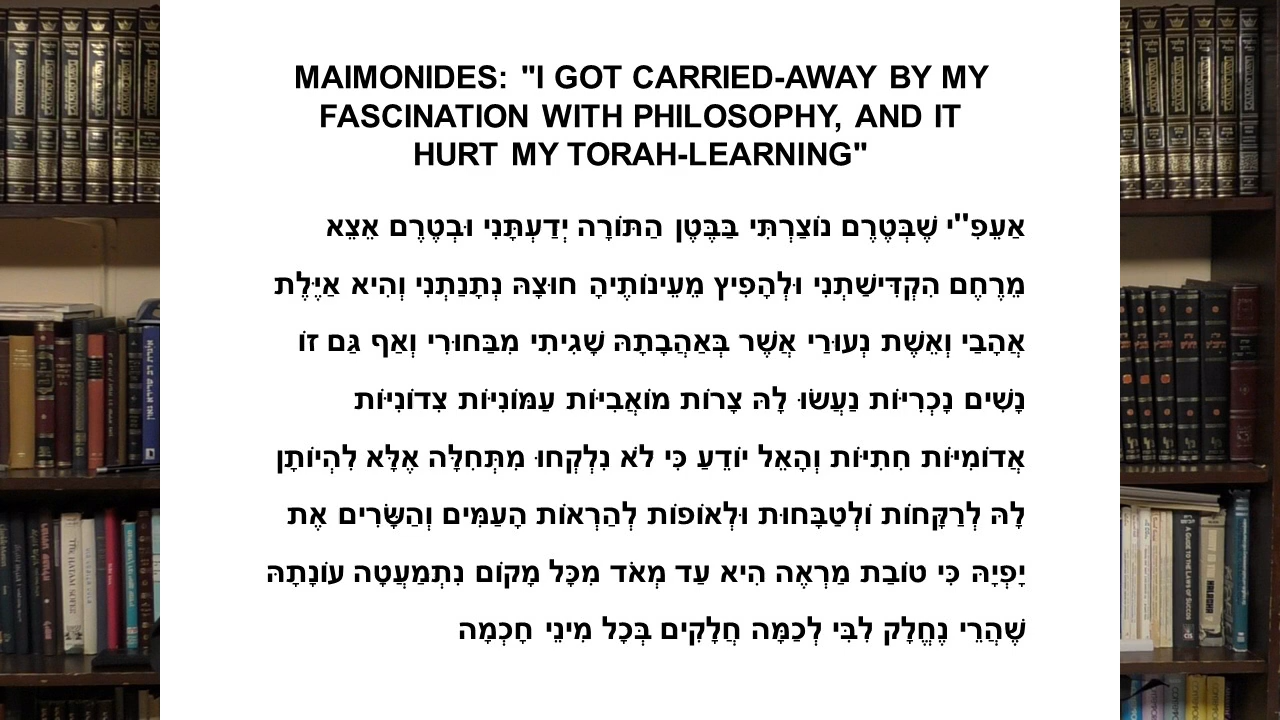 MAIMONIDES: "I GOT CARRIED-AWAY BY MY
FASCINATION WITH PHILOSOPHY, AND IT
HURT MY TORAH-LEARNING"
אַעֵפִ"י שֶׁבְּטֶרֶם נוֹצַרְתִּי בַּבֶּטֶן הַתּוֹרָה יְדַעְתָּנִי וּבְטֶרֶם אֵצֵא
מֵרֶחֶם הִקְדִּישַׁתְנִי וּלְהָפִיץ מֵעֵינוֹתֶיהָ חוּצָהּ נְתָנַתְנִי וְהִיא אַיֶּלֶת
אֲהָבַי וְאֵשֶׁת נְעוּרַי אֲשֶׁר בְּאַהֲבָתָהּ שָׁגִיתִי מִבַּחוּרִי וְאַף גַּם זוֹ
נָשִׁים נָכְרִיּוֹת נַעֲשׂוּ לָהּ צָרוֹת מוֹאֲבִיּוֹת עַמּוֹנִיּוֹת צִדוֹנִיּוֹת
אֲדוֹמִיּוֹת חִתִיּוֹת וְהָאֵל יוֹדֵעַ כִּי לֹא נִלְקְחוּ מִתְּחִלָּה אֶלָּא לִהְיוֹתָן
לָהּ לְרַקָּחוֹת וֹלְטַבָּחוּת וּלְאוֹפוֹת לְהַרְאוֹת הָעַמִּים וְהַשָּׂרִים אֶת
יָפְיָהּ כִּי טוֹבַת מַרְאֶה הִיא עַד מְאֹד מִכָּל מָקוֹם נִתְמַעֲטָה עוֹנָתָהּ
שֶׁהֲרֵי נֶחֱלָק לִבִּי לְכַמָּה חֲלָקִים בְּכָל מִינֵי חָכְמָה